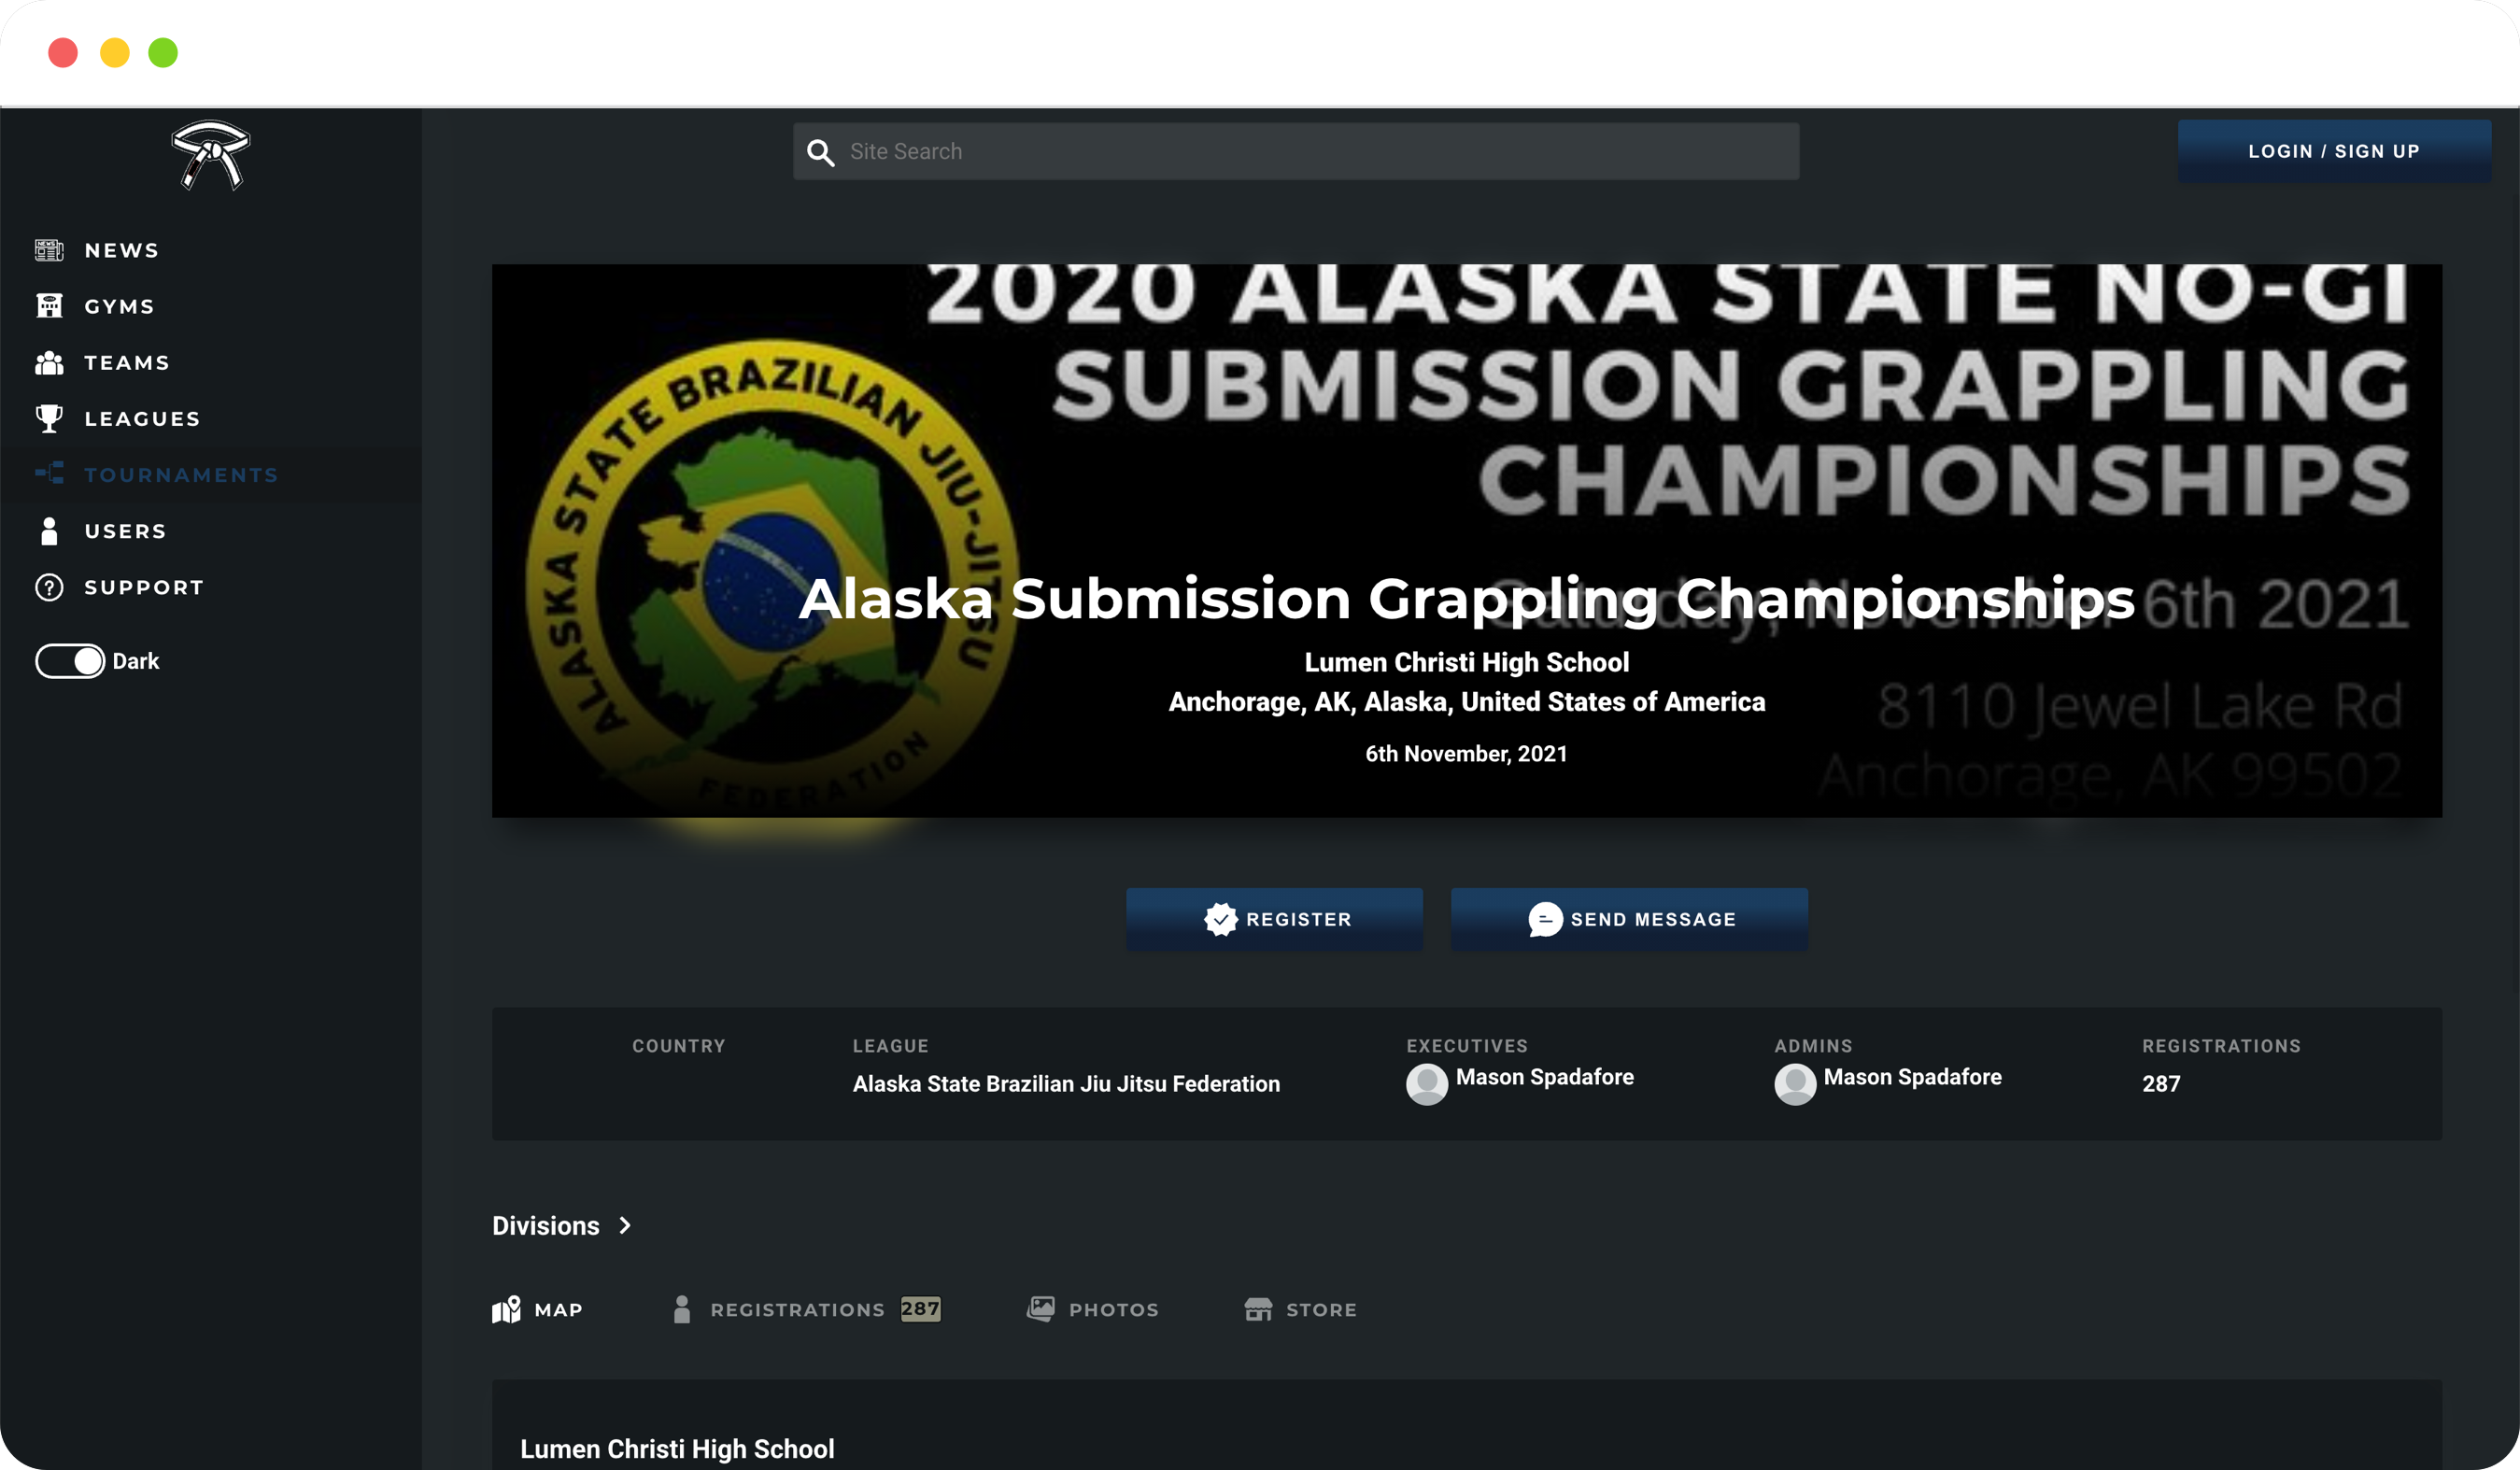 Site Search
LOGIN / SIGN UP
NEWS
GYMS
TEAMS
LEAGUES
TOURNAMENTS
USERS
SUPPORT
Dark
2020 ALASKA STATE NO-GI
SUBMISSION GRAPPLING
CHAMPIONSHIPS
ALASKA STATE BRAZILIAN JIU-JITSU
FEDERATION
Saturday, November 6th 2021
8110 Jewel Lake Rd
Anchorage, AK 99502
Alaska Submission Grappling Championships
Lumen Christi High School
Anchorage, AK, Alaska, United States of America
6th November, 2021
REGISTER
SEND MESSAGE
COUNTRY
LEAGUE
Alaska State Brazilian Jiu Jitsu Federation
EXECUTIVES
Mason Spadafore
ADMINS
Mason Spadafore
REGISTRATIONS
287
Divisions
MAP
REGISTRATIONS 287
PHOTOS
STORE
Lumen Christi High School